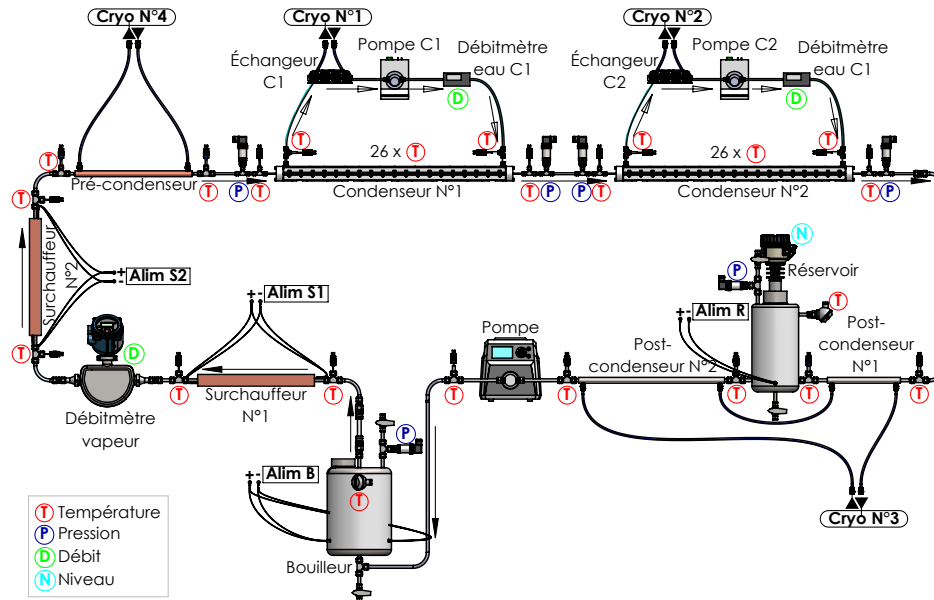 Cryo N°4
Cryo N°1
Cryo N°2
Échangeur C1
Pompe C1
Débitmètre eau C1
Échangeur C2
Pompe C2
Débitmètre eau C1
D
D
T
T
T
T
T
26 x T
26 x T
Pré-condenseur
T
P
T
Condenseur N°1
T
P
P
T
Condenseur N°2
T
P
T
Surchauffeur N°2
+
-
Alim S2
T
D
Débitmètre vapeur
+-
Alim S1
T
Surchauffeur N°1
T
T
Pompe
T
N
P
Réservoir
+-
Alim R
T
Post-condenseur N°2
Post-condenseur N°1
T
T
T
P
+-
Alim B
T
Bouilleur
Cryo N°3
T Température
P Pression
D Débit
N Niveau